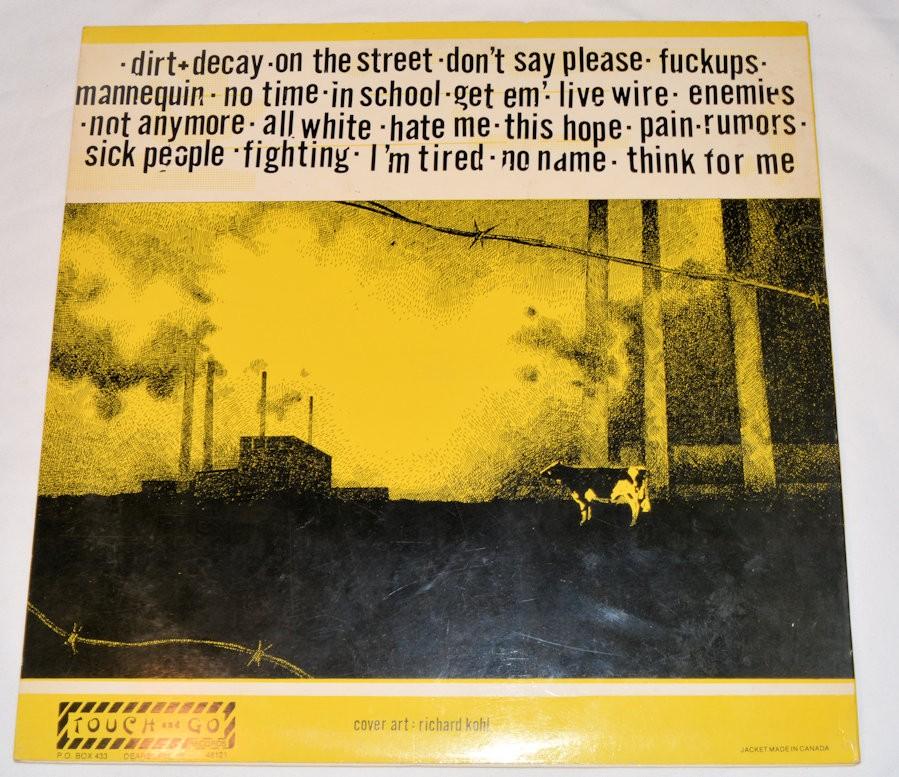 · dirt + decay · on the street · don't say please · fuckups ·
mannequin · no time · in school · get em' · live wire · enemies
· not anymore · all white · hate me · this hope · pain · rumors ·
sick people · fighting · I'm tired · no name · think for me
TOUCH and GO
RECORDS
P.O. BOX 433 48121
cover art : richard kohl
JACKET MADE IN CANADA